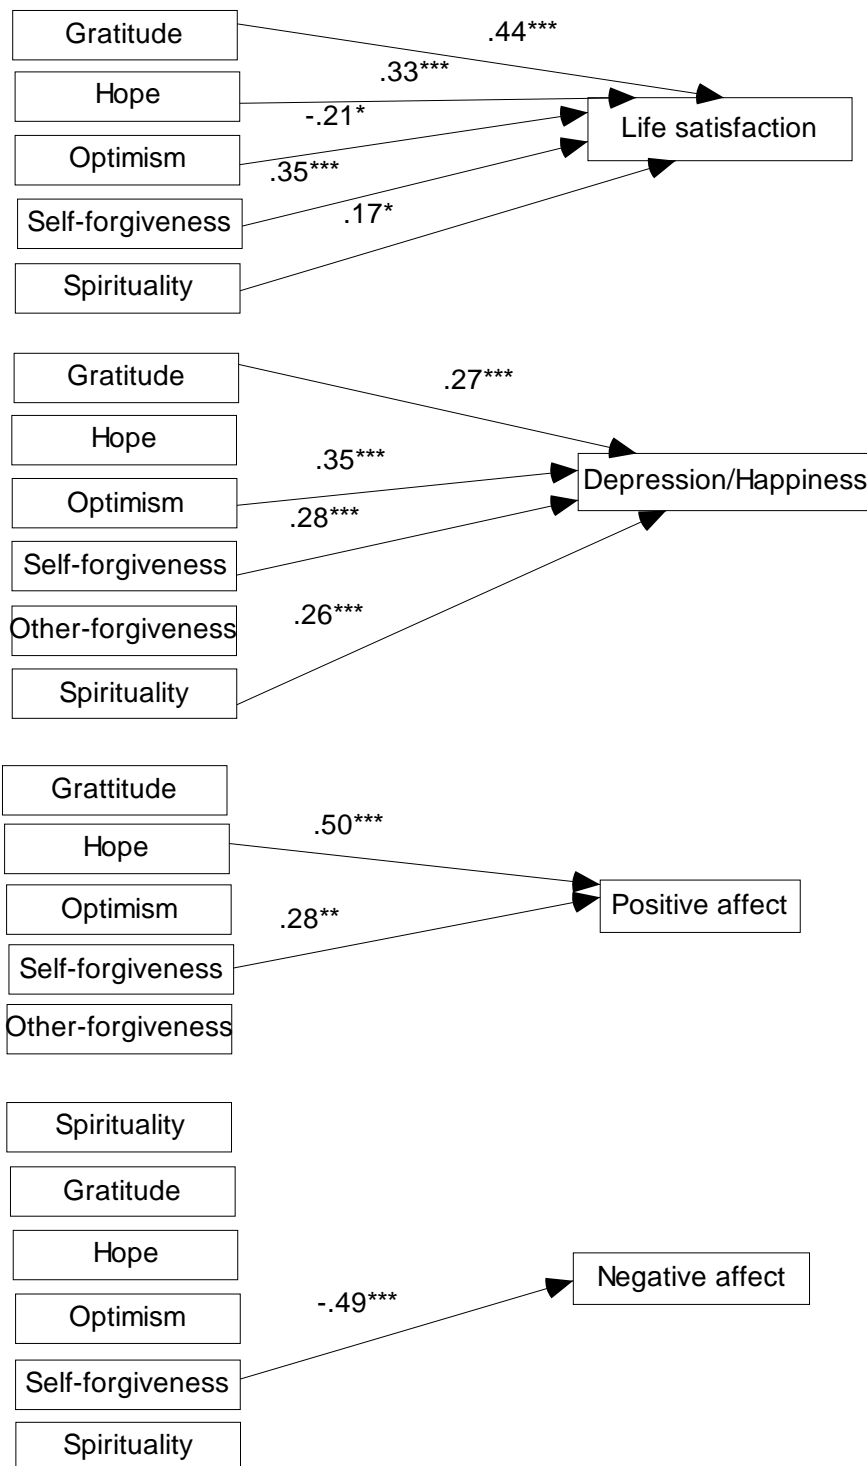 Gratitude
.44***
Hope
.33***
-.21*
Life satisfaction
Optimism
.35***
Self-forgiveness
.17*
Spirituality
Gratitude
.27***
Hope
.35***
Depression/Happiness
Optimism
.28***
Self-forgiveness
Other-forgiveness
.26***
Spirituality
Grattitude
.50***
Hope
Optimism
.28**
Positive affect
Self-forgiveness
Other-forgiveness
Spirituality
Gratitude
Hope
Negative affect
Optimism
-.49***
Self-forgiveness
Spirituality